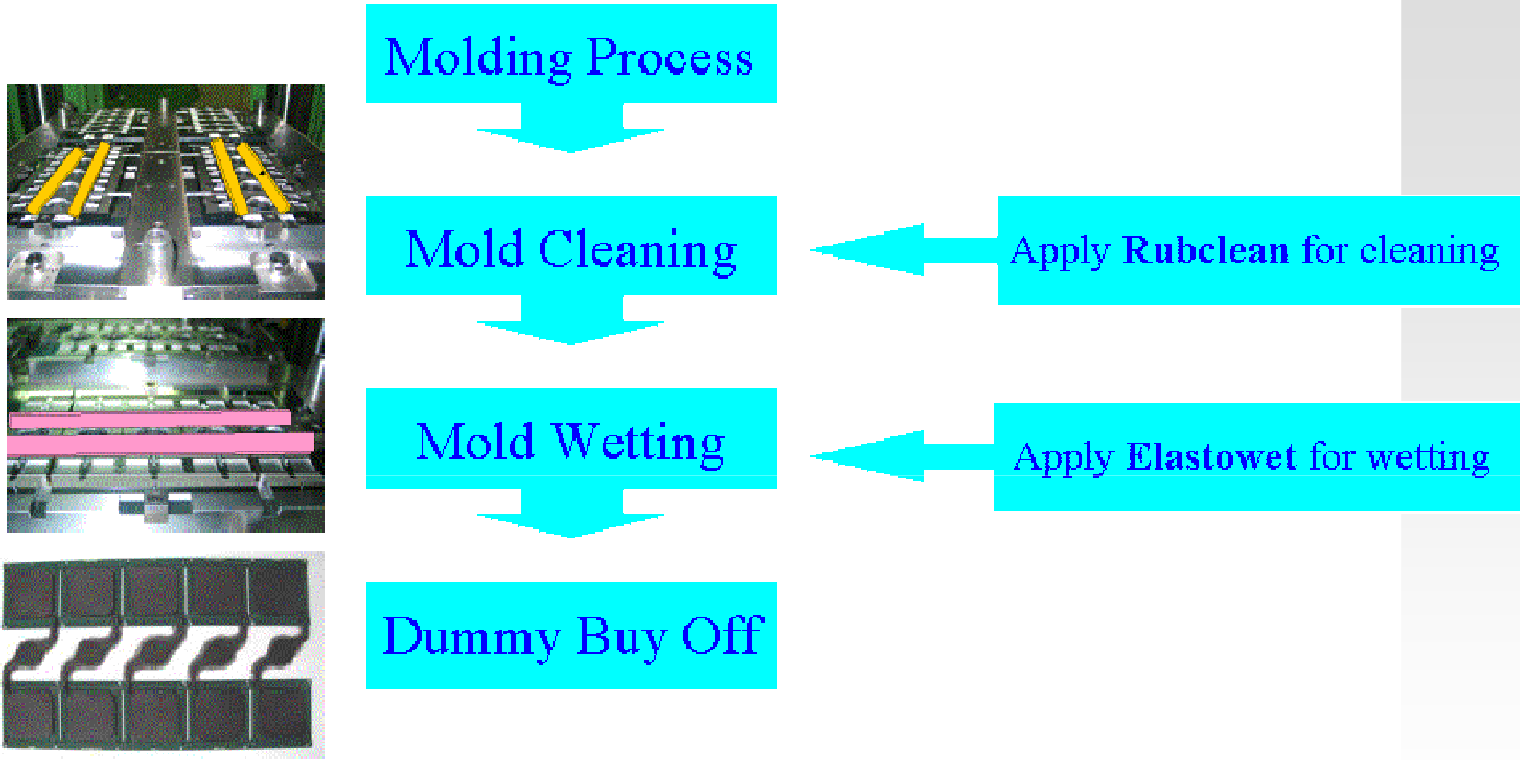 Molding Process
Mold Cleaning
Apply Rubclean for cleaning
Mold Wetting
Apply Elastowet for wetting
Dummy Buy Off